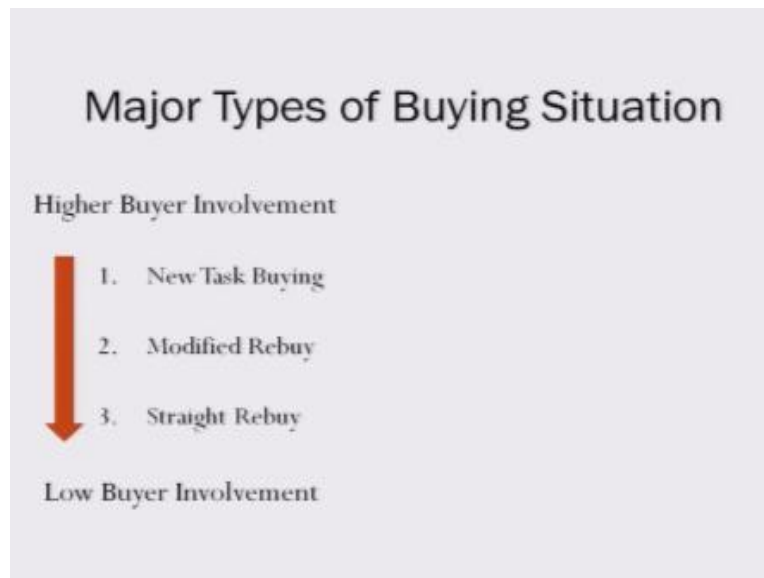 Major Types of Buying Situation
Higher Buyer Involvement
1. New Task Buying
2. Modified Rebuy
3. Straight Rebuy
Low Buyer Involvement